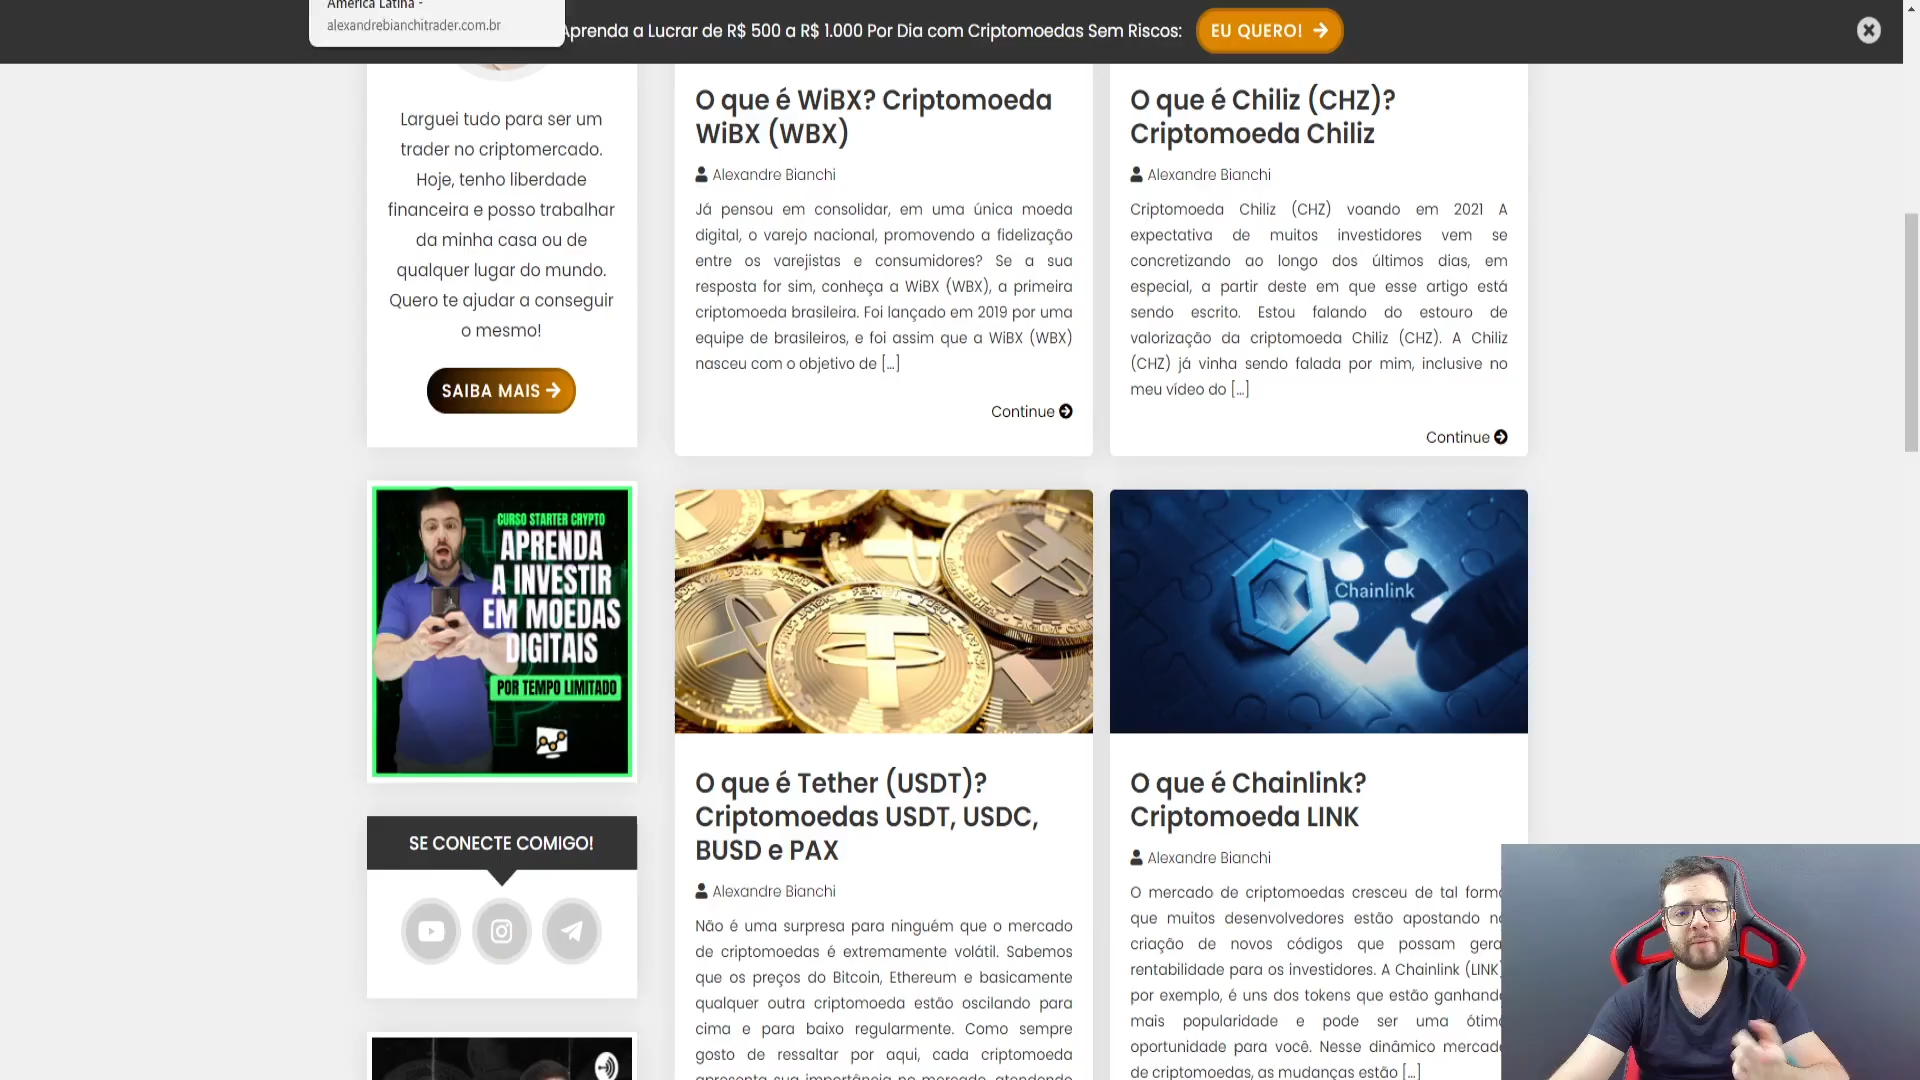 América Latina -
alexandrebianchitrader.com.br
Aprenda a Lucrar de R$ 500 a R$ 1.000 Por Dia com Criptomoedas Sem Riscos:
EU QUERO!
Larguei tudo para ser um
trader no criptomercado.
Hoje, tenho liberdade
financeira e posso trabalhar
da minha casa ou de
qualquer lugar do mundo.
Quero te ajudar a conseguir
o mesmo!
SAIBA MAIS
CURSO STARTER CRYPTO
APRENDA
A INVESTIR
EM MOEDAS
DIGITAIS
POR TEMPO LIMITADO
SE CONECTE COMIGO!
O que é WiBX? Criptomoeda
WiBX (WBX)
Alexandre Bianchi
Já pensou em consolidar, em uma única moeda
digital, o varejo nacional, promovendo a fidelização
entre os varejistas e consumidores? Se a sua
resposta for sim, conheça a WiBX (WBX), a primeira
criptomoeda brasileira. Foi lançado em 2019 por uma
equipe de brasileiros, e foi assim que a WiBX (WBX)
nasceu com o objetivo de [...]
Continue
O que é Chiliz (CHZ)?
Criptomoeda Chiliz
Alexandre Bianchi
Criptomoeda Chiliz (CHZ) voando em 2021 A
expectativa de muitos investidores vem se
concretizando ao longo dos últimos dias, em
especial, a partir deste em que esse artigo está
sendo escrito. Estou falando do estouro de
valorização da criptomoeda Chiliz (CHZ). A Chiliz
(CHZ) já vinha sendo falada por mim, inclusive no
meu vídeo do [...]
Continue
O que é Tether (USDT)?
Criptomoedas USDT, USDC,
BUSD e PAX
Alexandre Bianchi
Não é uma surpresa para ninguém que o mercado
de criptomoedas é extremamente volátil. Sabemos
que os preços do Bitcoin, Ethereum e basicamente
qualquer outra criptomoeda estão oscilando para
cima e para baixo regularmente. Como sempre
gosto de ressaltar por aqui, cada criptomoeda
apresenta sua importância no mercado, atendendo
Chainlink
O que é Chainlink?
Criptomoeda LINK
Alexandre Bianchi
O mercado de criptomoedas cresceu de tal form
que muitos desenvolvedores estão apostando n
criação de novos códigos que possam gera
rentabilidade para os investidores. A Chainlink (LINK
por exemplo, é uns dos tokens que estão ganhand
mais popularidade e pode ser uma ótim
oportunidade para você. Nesse dinâmico mercad
de criptomoedas, as mudanças estão [...]